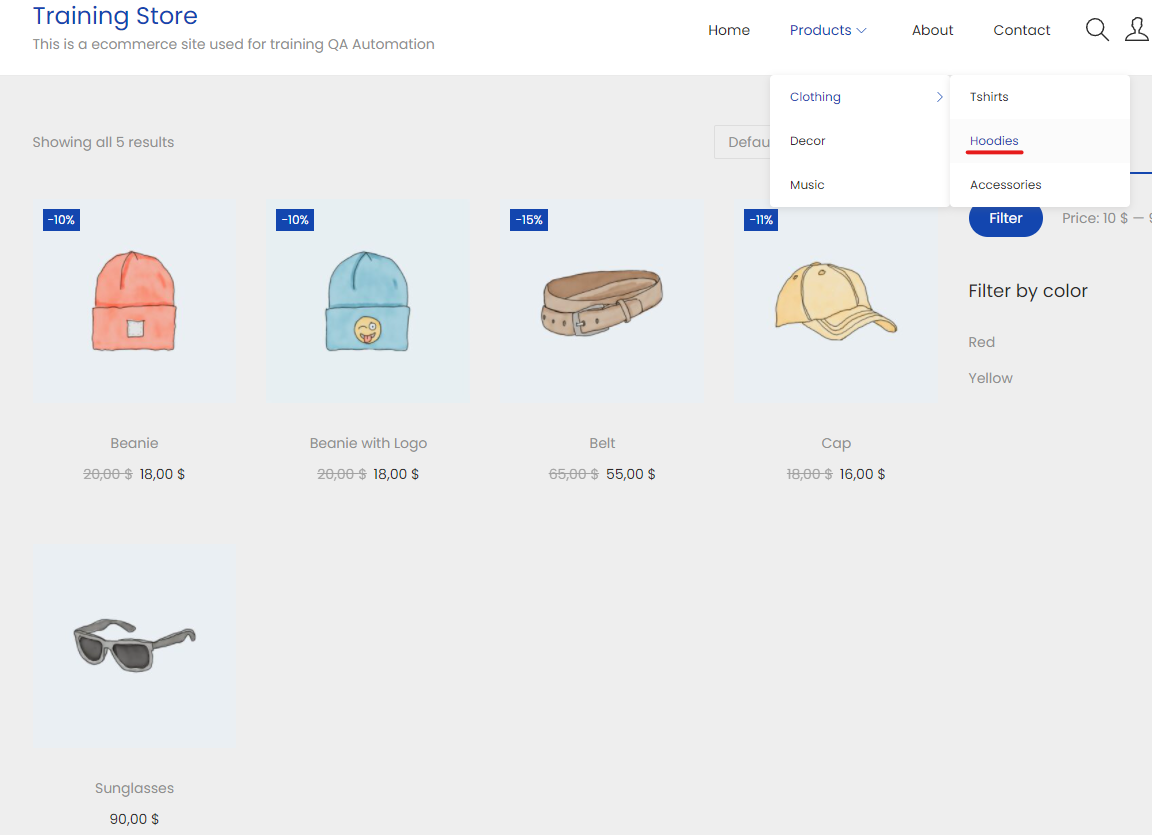 Training Store
This is a ecommerce site used for training QA Automation
Home Products About Contact
Clothing
Decor
Music
Tshirts
Hoodies
Accessories
Showing all 5 results
Defau
Filter Price: 10 $ —
Filter by color
Red
Yellow
-10%
Beanie
20,00 $ 18,00 $
-10%
Beanie with Logo
20,00 $ 18,00 $
-15%
Belt
65,00 $ 55,00 $
-11%
Cap
18,00 $ 16,00 $
Sunglasses
90,00 $